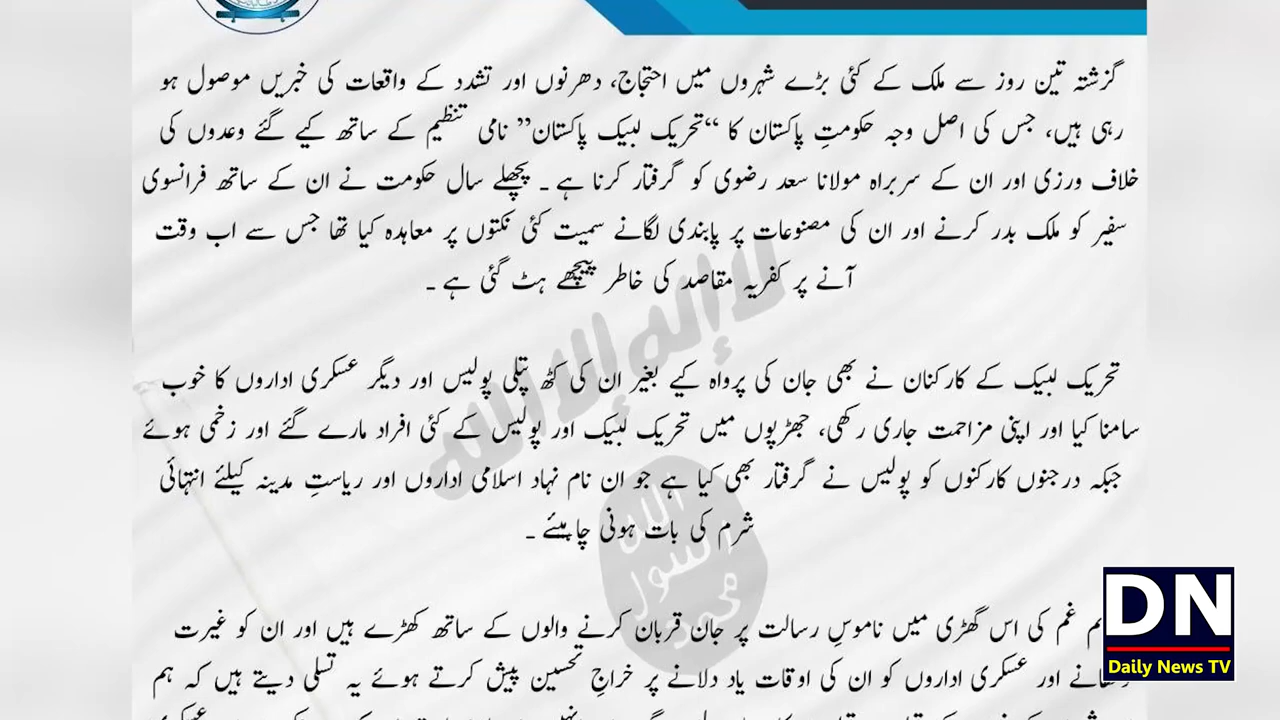 گزشتہ تین روز سے ملک کے کئی بڑے شہروں میں احتجاج، دھرنوں اور تشدد کے واقعات کی خبریں موصول ہو
رہی ہیں، جس کی اصل وجہ حکومتِ پاکستان کا “تحریک لبیک پاکستان” نامی تنظیم کے ساتھ کیے گئے وعدوں کی
خلاف ورزی اور ان کے سربراہ مولانا سعد رضوی کو گرفتار کرنا ہے۔ پچھلے سال حکومت نے ان کے ساتھ فرانسوی
سفیر کو ملک بدر کرنے اور ان کی مصنوعات پر پابندی لگانے سمیت کئی نکتوں پر معاہدہ کیا تھا جس سے اب وقت
آنے پر کفریہ مقاصد کی خاطر پیچھے ہٹ گئی ہے۔
لا إله إلا الله
تحریک لبیک کے کارکنان نے بھی جان کی پرواہ کیے بغیر ان کی کٹھ پتلی پولیس اور دیگر عسکری اداروں کا خوب
سامنا کیا اور اپنی مزاحمت جاری رکھی، جھڑپوں میں تحریک لبیک اور پولیس کے کئی افراد مارے گئے اور زخمی ہوئے
جبکہ درجنوں کارکنوں کو پولیس نے گرفتار بھی کیا ہے جو ان نام نہاد اسلامی اداروں اور ریاستِ مدینہ کیلئے انتہائی
شرم کی بات ہونی چاہیئے۔
الله
رسول
محمد
غم کی اس گھڑی میں ناموسِ رسالت پر جان قربان کرنے والوں کے ساتھ کھڑے ہیں اور ان کو غیرت
اور عسکری اداروں کو ان کی اوقات یاد دلانے پر خراجِ تحسین پیش کرتے ہوئے یہ تسلی دیتے ہیں کہ ہم
DN
Daily News TV